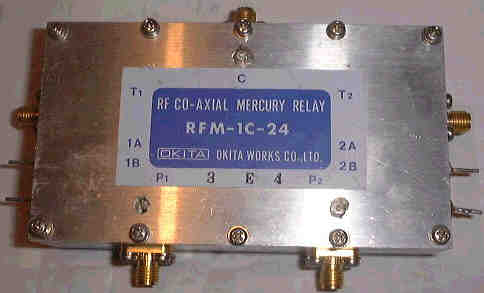 C
T1 T2
RF CO-AXIAL MERCURY RELAY
RFM-1C-24
1A 2A
OKITA OKITA WORKS CO.,LTD.
1B 2B
P1 3 E 4 P2